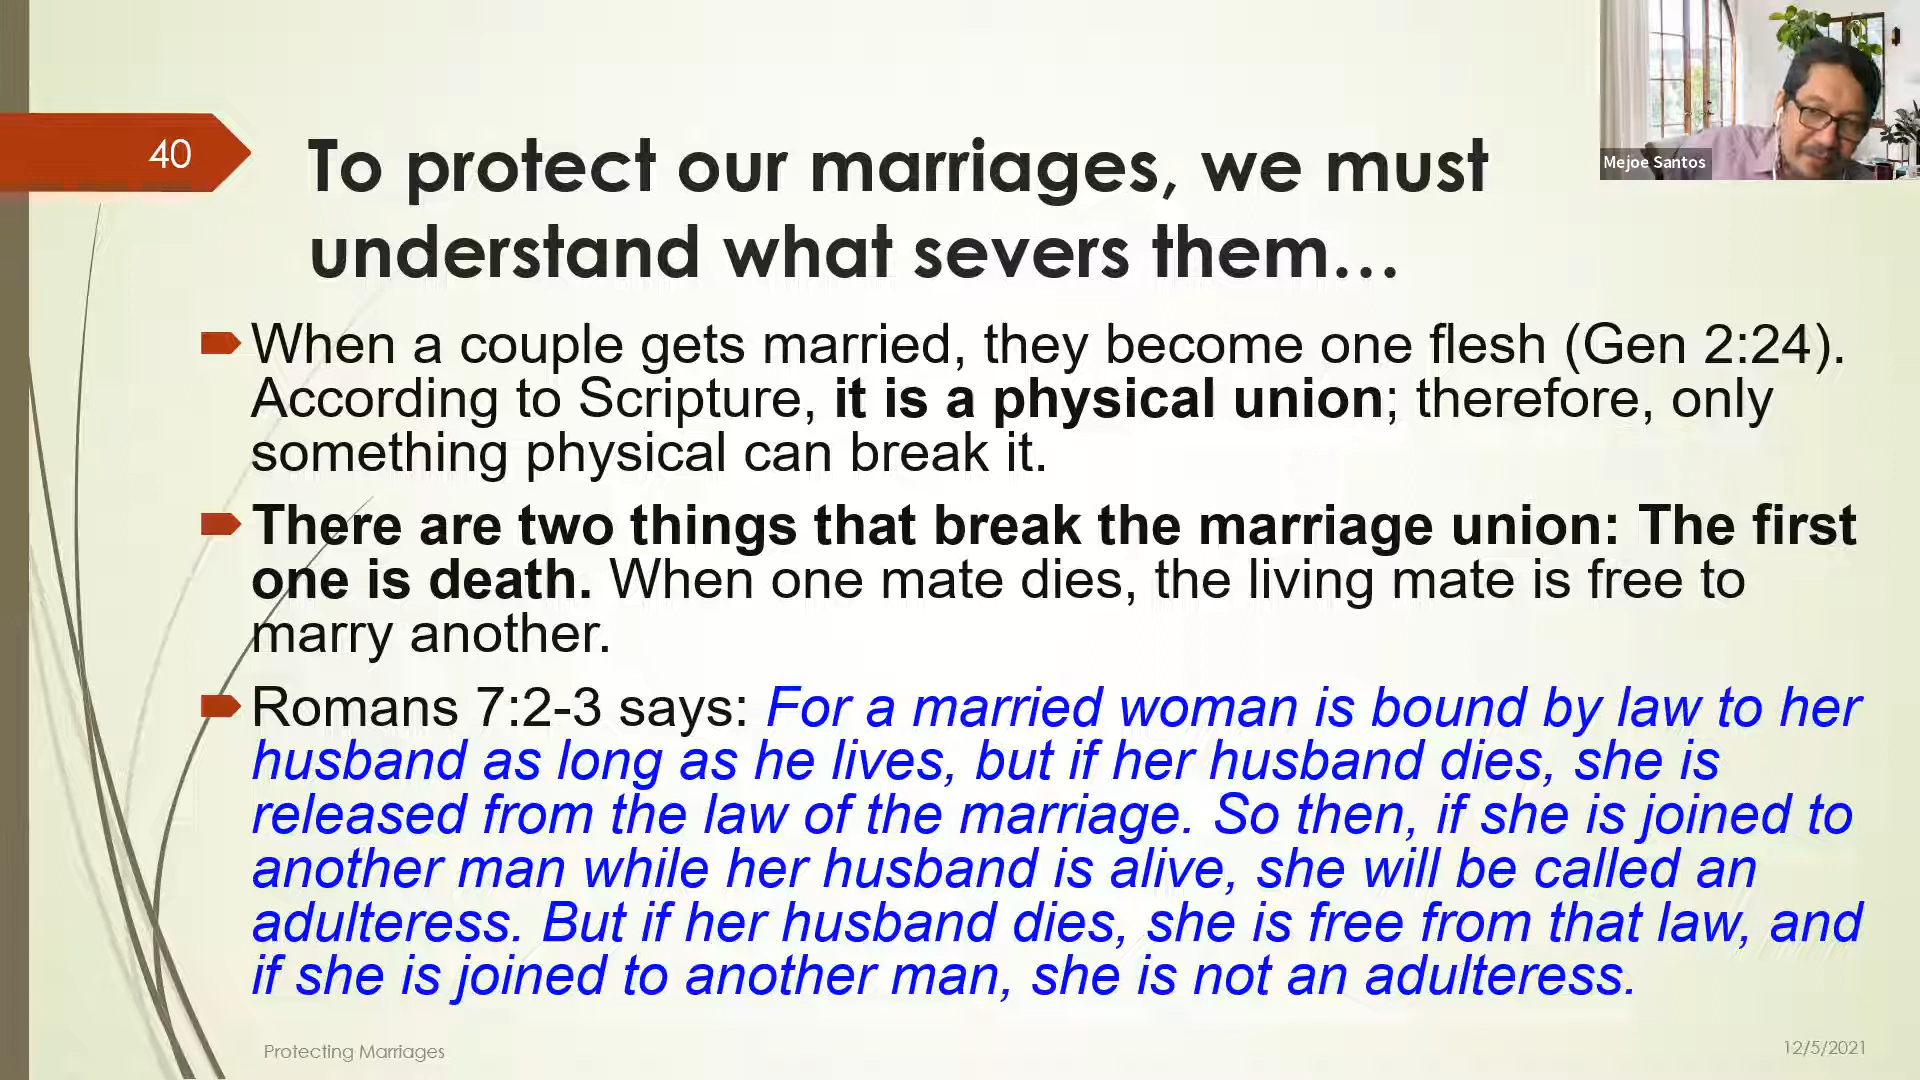 Mejoe Santos
40
To protect our marriages, we must
understand what severs them…
When a couple gets married, they become one flesh (Gen 2:24).
According to Scripture, it is a physical union; therefore, only
something physical can break it.
There are two things that break the marriage union: The first
one is death. When one mate dies, the living mate is free to
marry another.
Romans 7:2-3 says: For a married woman is bound by law to her
husband as long as he lives, but if her husband dies, she is
released from the law of the marriage. So then, if she is joined to
another man while her husband is alive, she will be called an
adulteress. But if her husband dies, she is free from that law, and
if she is joined to another man, she is not an adulteress.
Protecting Marriages
12/5/2021